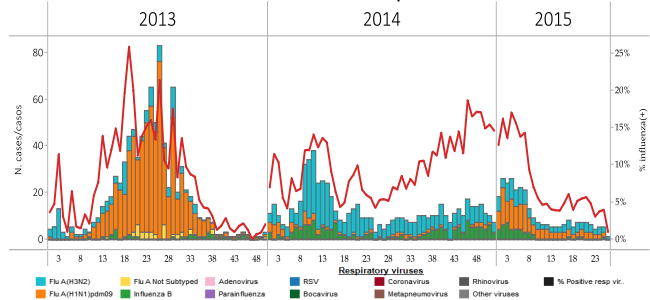 2013 2014 2015
80 25%
20%
60
15%
40
10%
20
5%
0 0%
N. cases/casos
% influenza(+)
3 8 13 18 23 28 33 38 43 48 3 8 13 18 23 28 33 38 43 48 3 8 13 18 23
Respiratory viruses
Flu A(H3N2) Flu A Not Subtyped Adenovirus RSV Coronavirus Rhinovirus % Positive resp vir..
Flu A(H1N1)pdm09 Influenza B Parainfluenza Bocavirus Metapneumovirus Other viruses